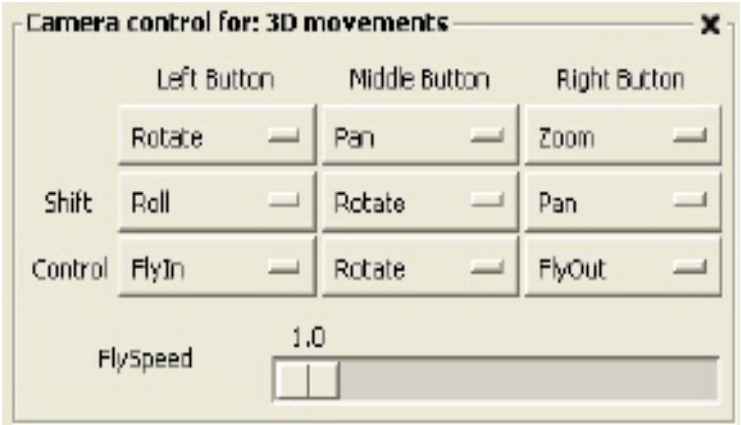 Camera control for: 3D movements x
Left Button Middle Button Right Button
Rotate Pan Zoom
Shift Roll Rotate Pan
Control FlyIn Rotate FlyOut
1.0
FlySpeed